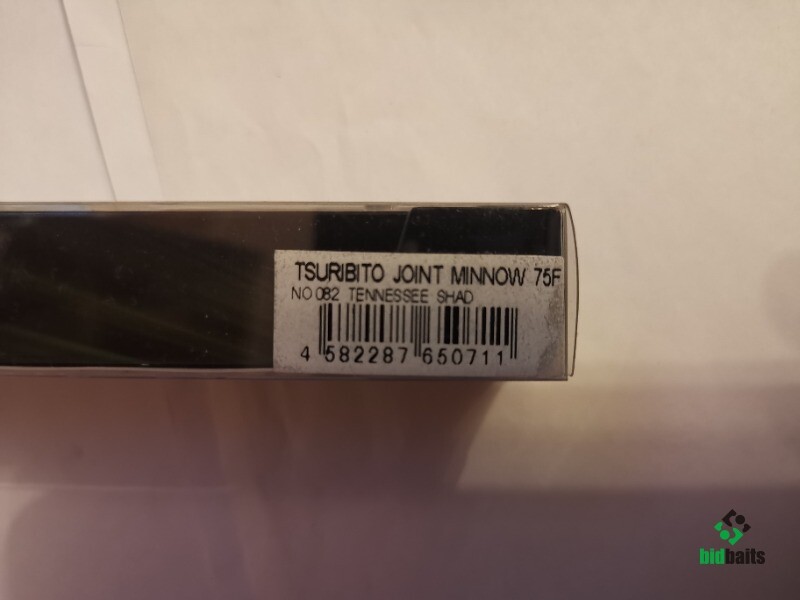 TSURIBITO JOINT MINNOW 75F
NO 082 TENNESSEE SHAD
4 582287 650711
bidbaits